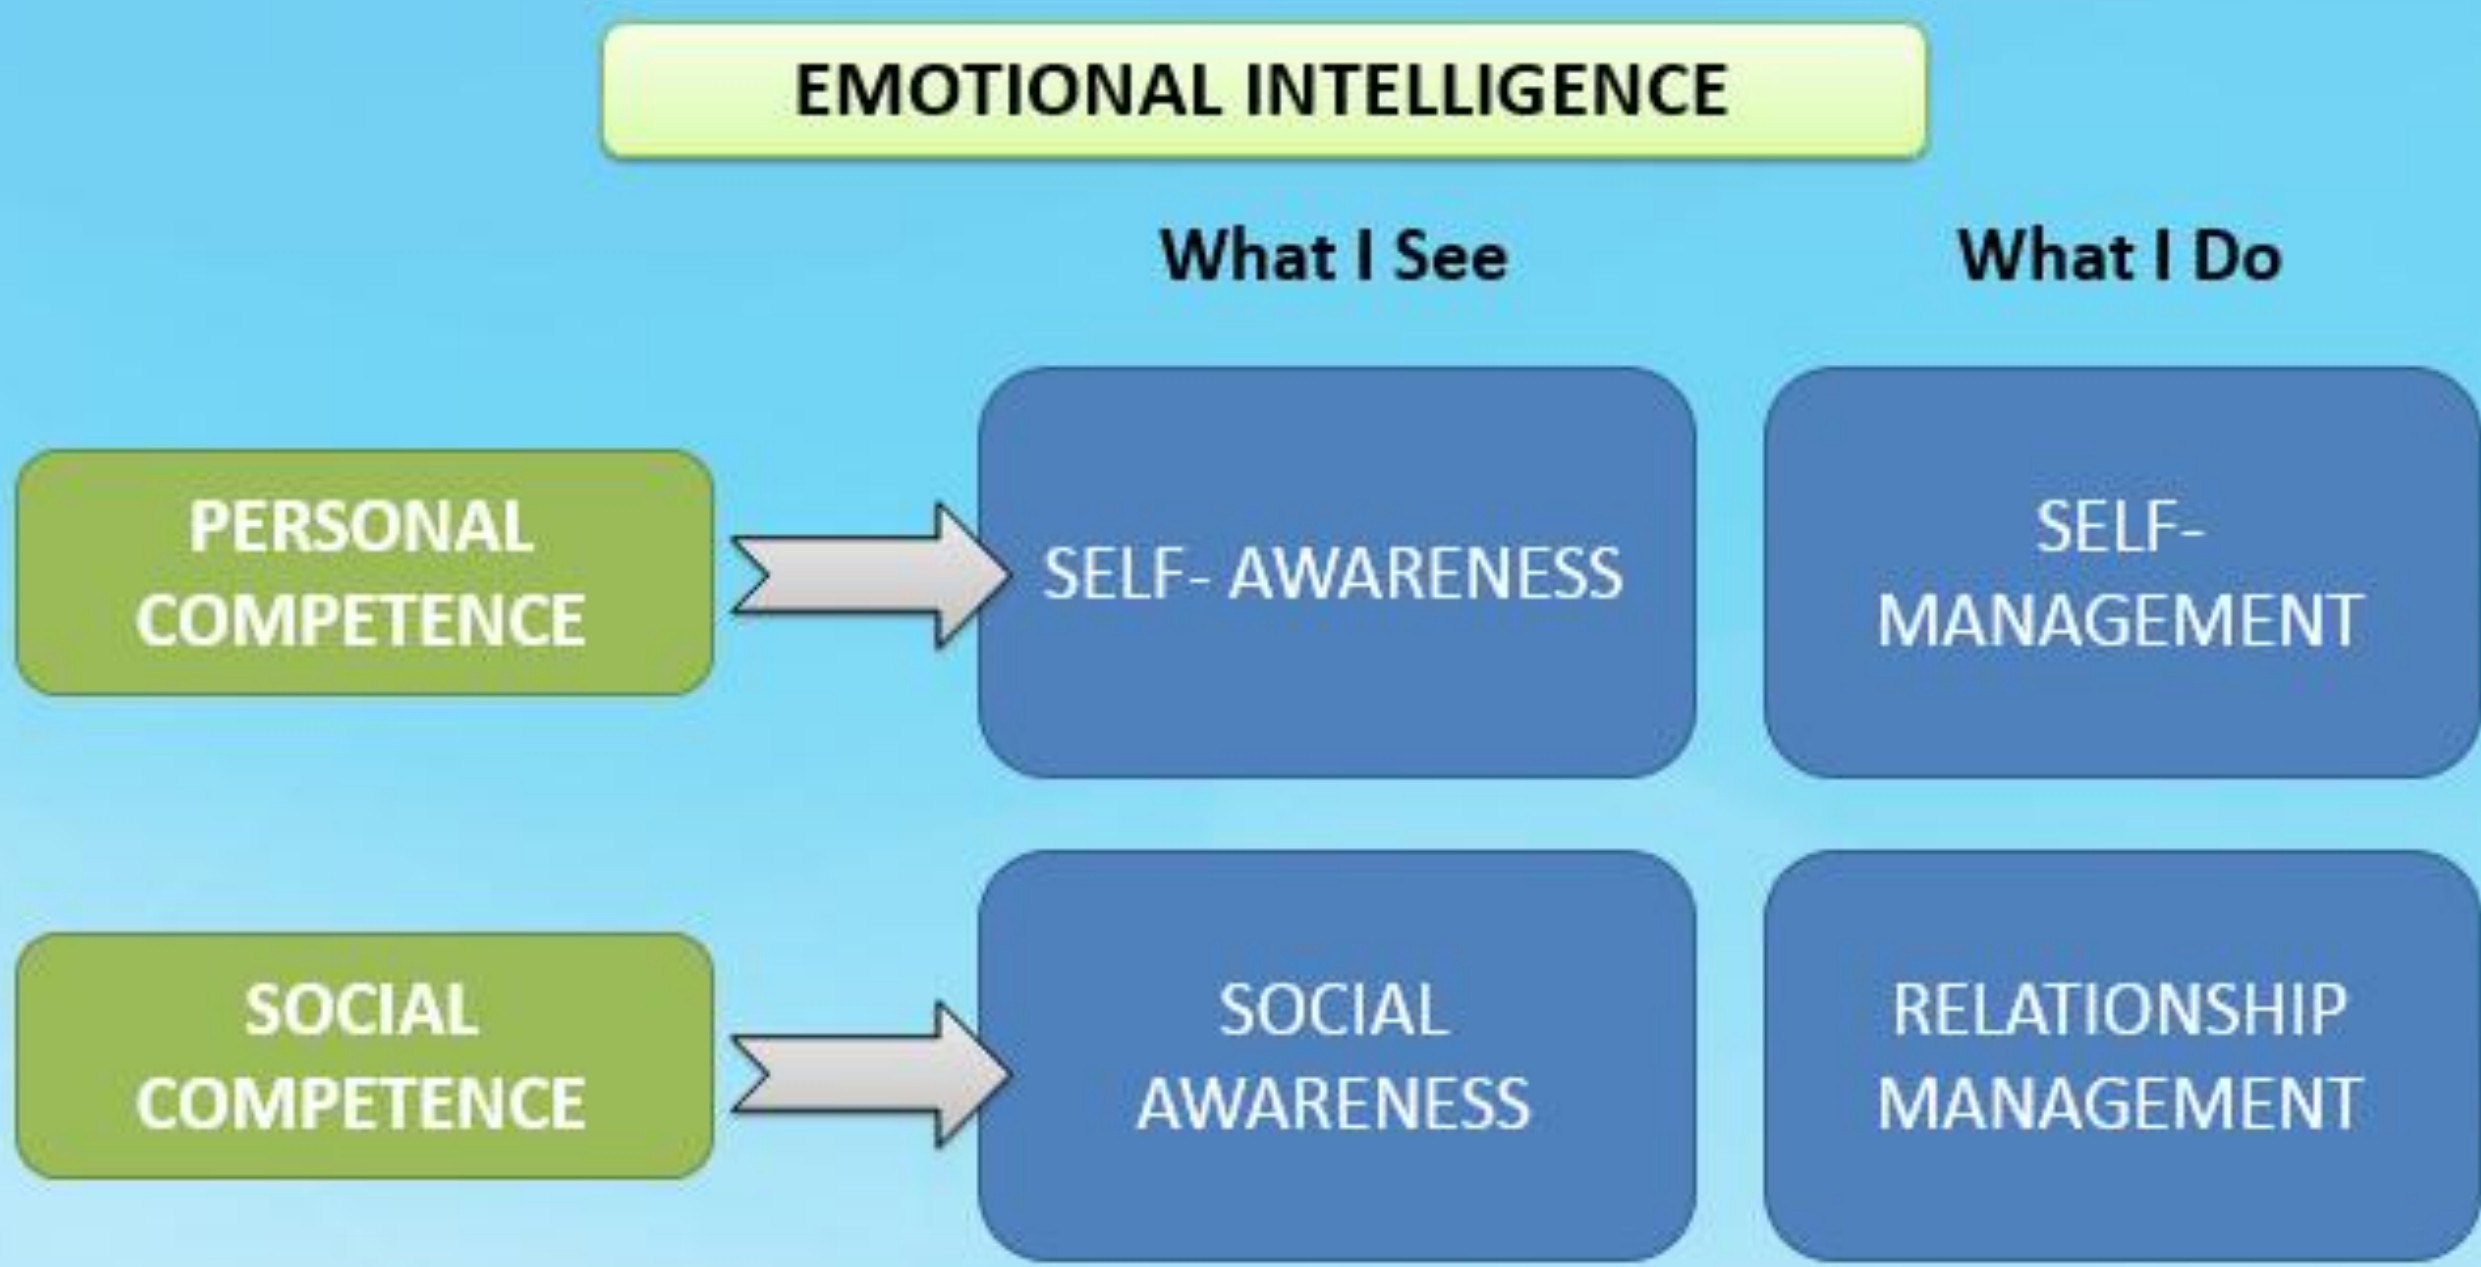 EMOTIONAL INTELLIGENCE
What I See
What I Do
PERSONAL
COMPETENCE
SELF- AWARENESS
SELF-
MANAGEMENT
SOCIAL
COMPETENCE
SOCIAL
AWARENESS
RELATIONSHIP
MANAGEMENT